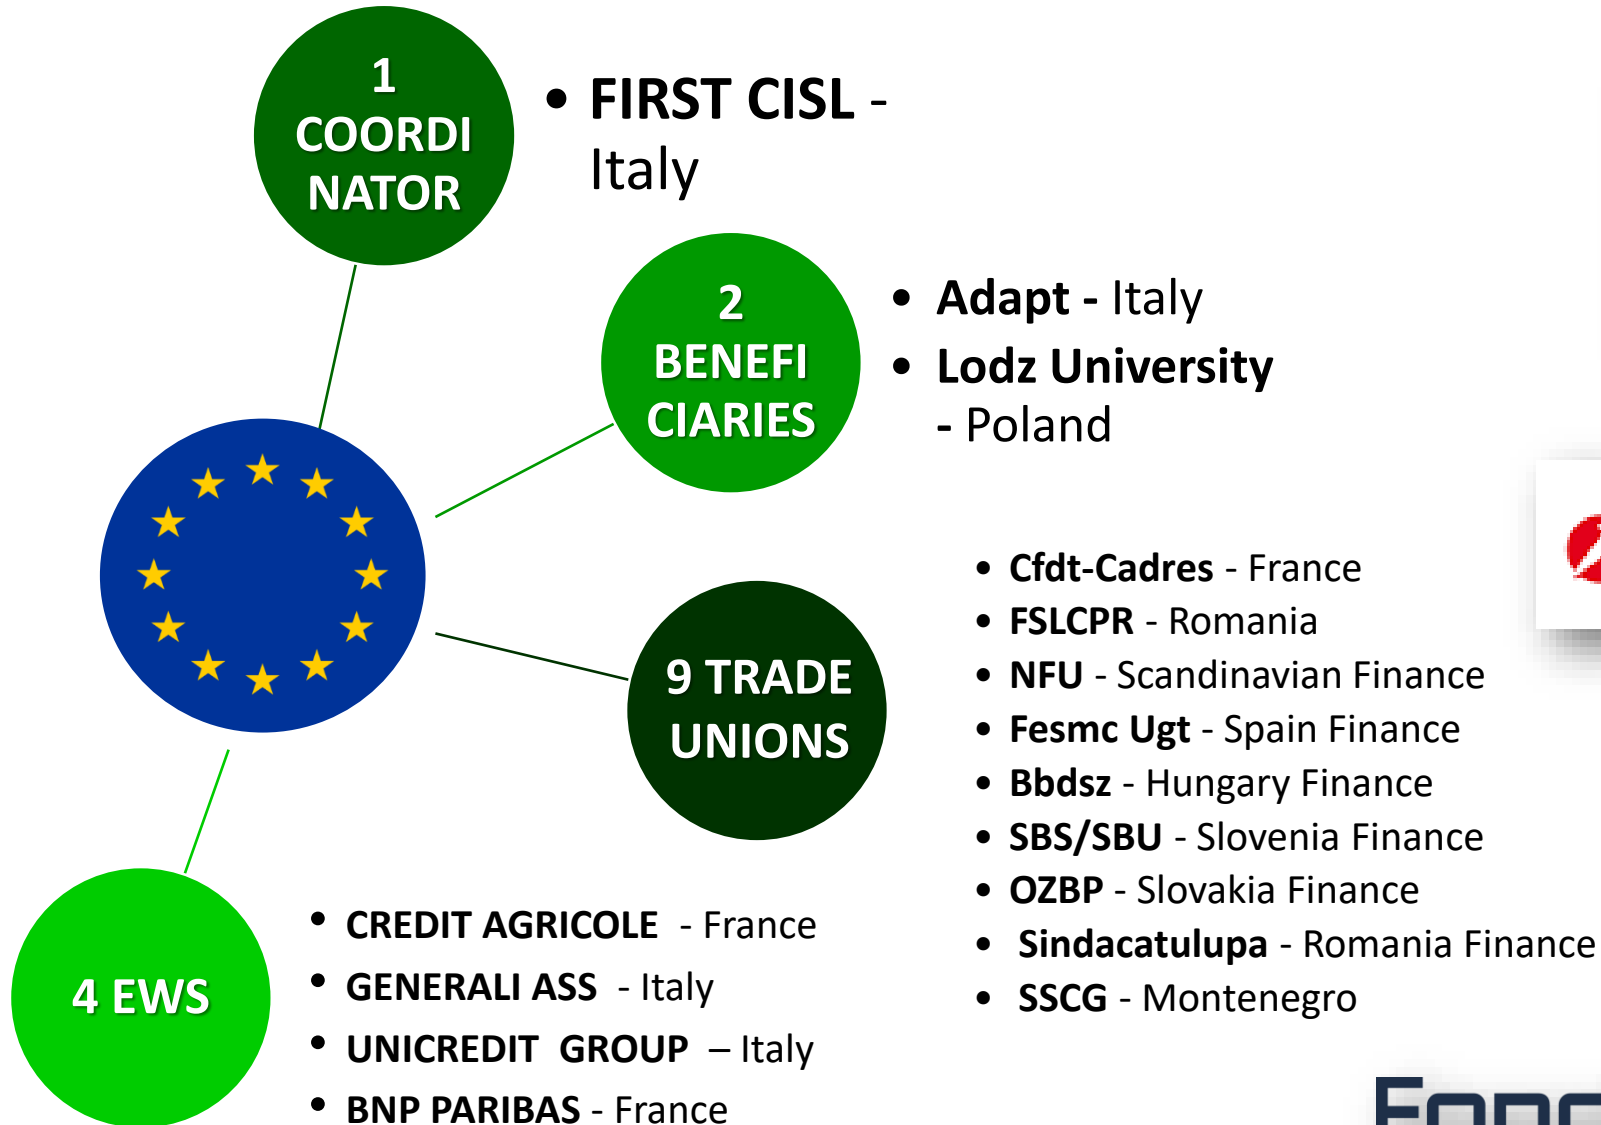 1
COORDI
NATOR
• FIRST CISL -
Italy
2
BENEFI
CIARIES
• Adapt - Italy
• Lodz University
- Poland
9 TRADE
UNIONS
• Cfdt-Cadres - France
• FSLCPR - Romania
• NFU - Scandinavian Finance
• Fesmc Ugt - Spain Finance
• Bbdsz - Hungary Finance
• SBS/SBU - Slovenia Finance
• OZBP - Slovakia Finance
• Sindacatulupa - Romania Finance
• SSCG - Montenegro
4 EWS
• CREDIT AGRICOLE - France
• GENERALI ASS - Italy
• UNICREDIT GROUP – Italy
• BNP PARIBAS - France